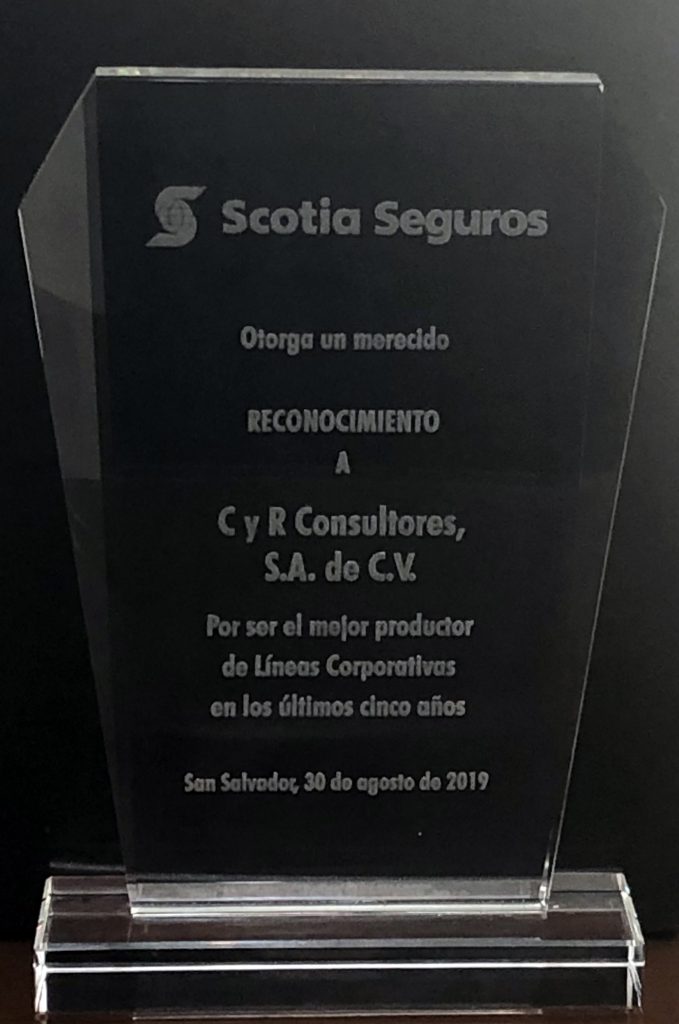 Scotia Seguros
Otorga un merecido
RECONOCIMIENTO
A
C y R Consultores,
S.A. de C.V.
Por ser el mejor productor
de Líneas Corporativas
en los últimos cinco años
San Salvador, 30 de agosto de 2019